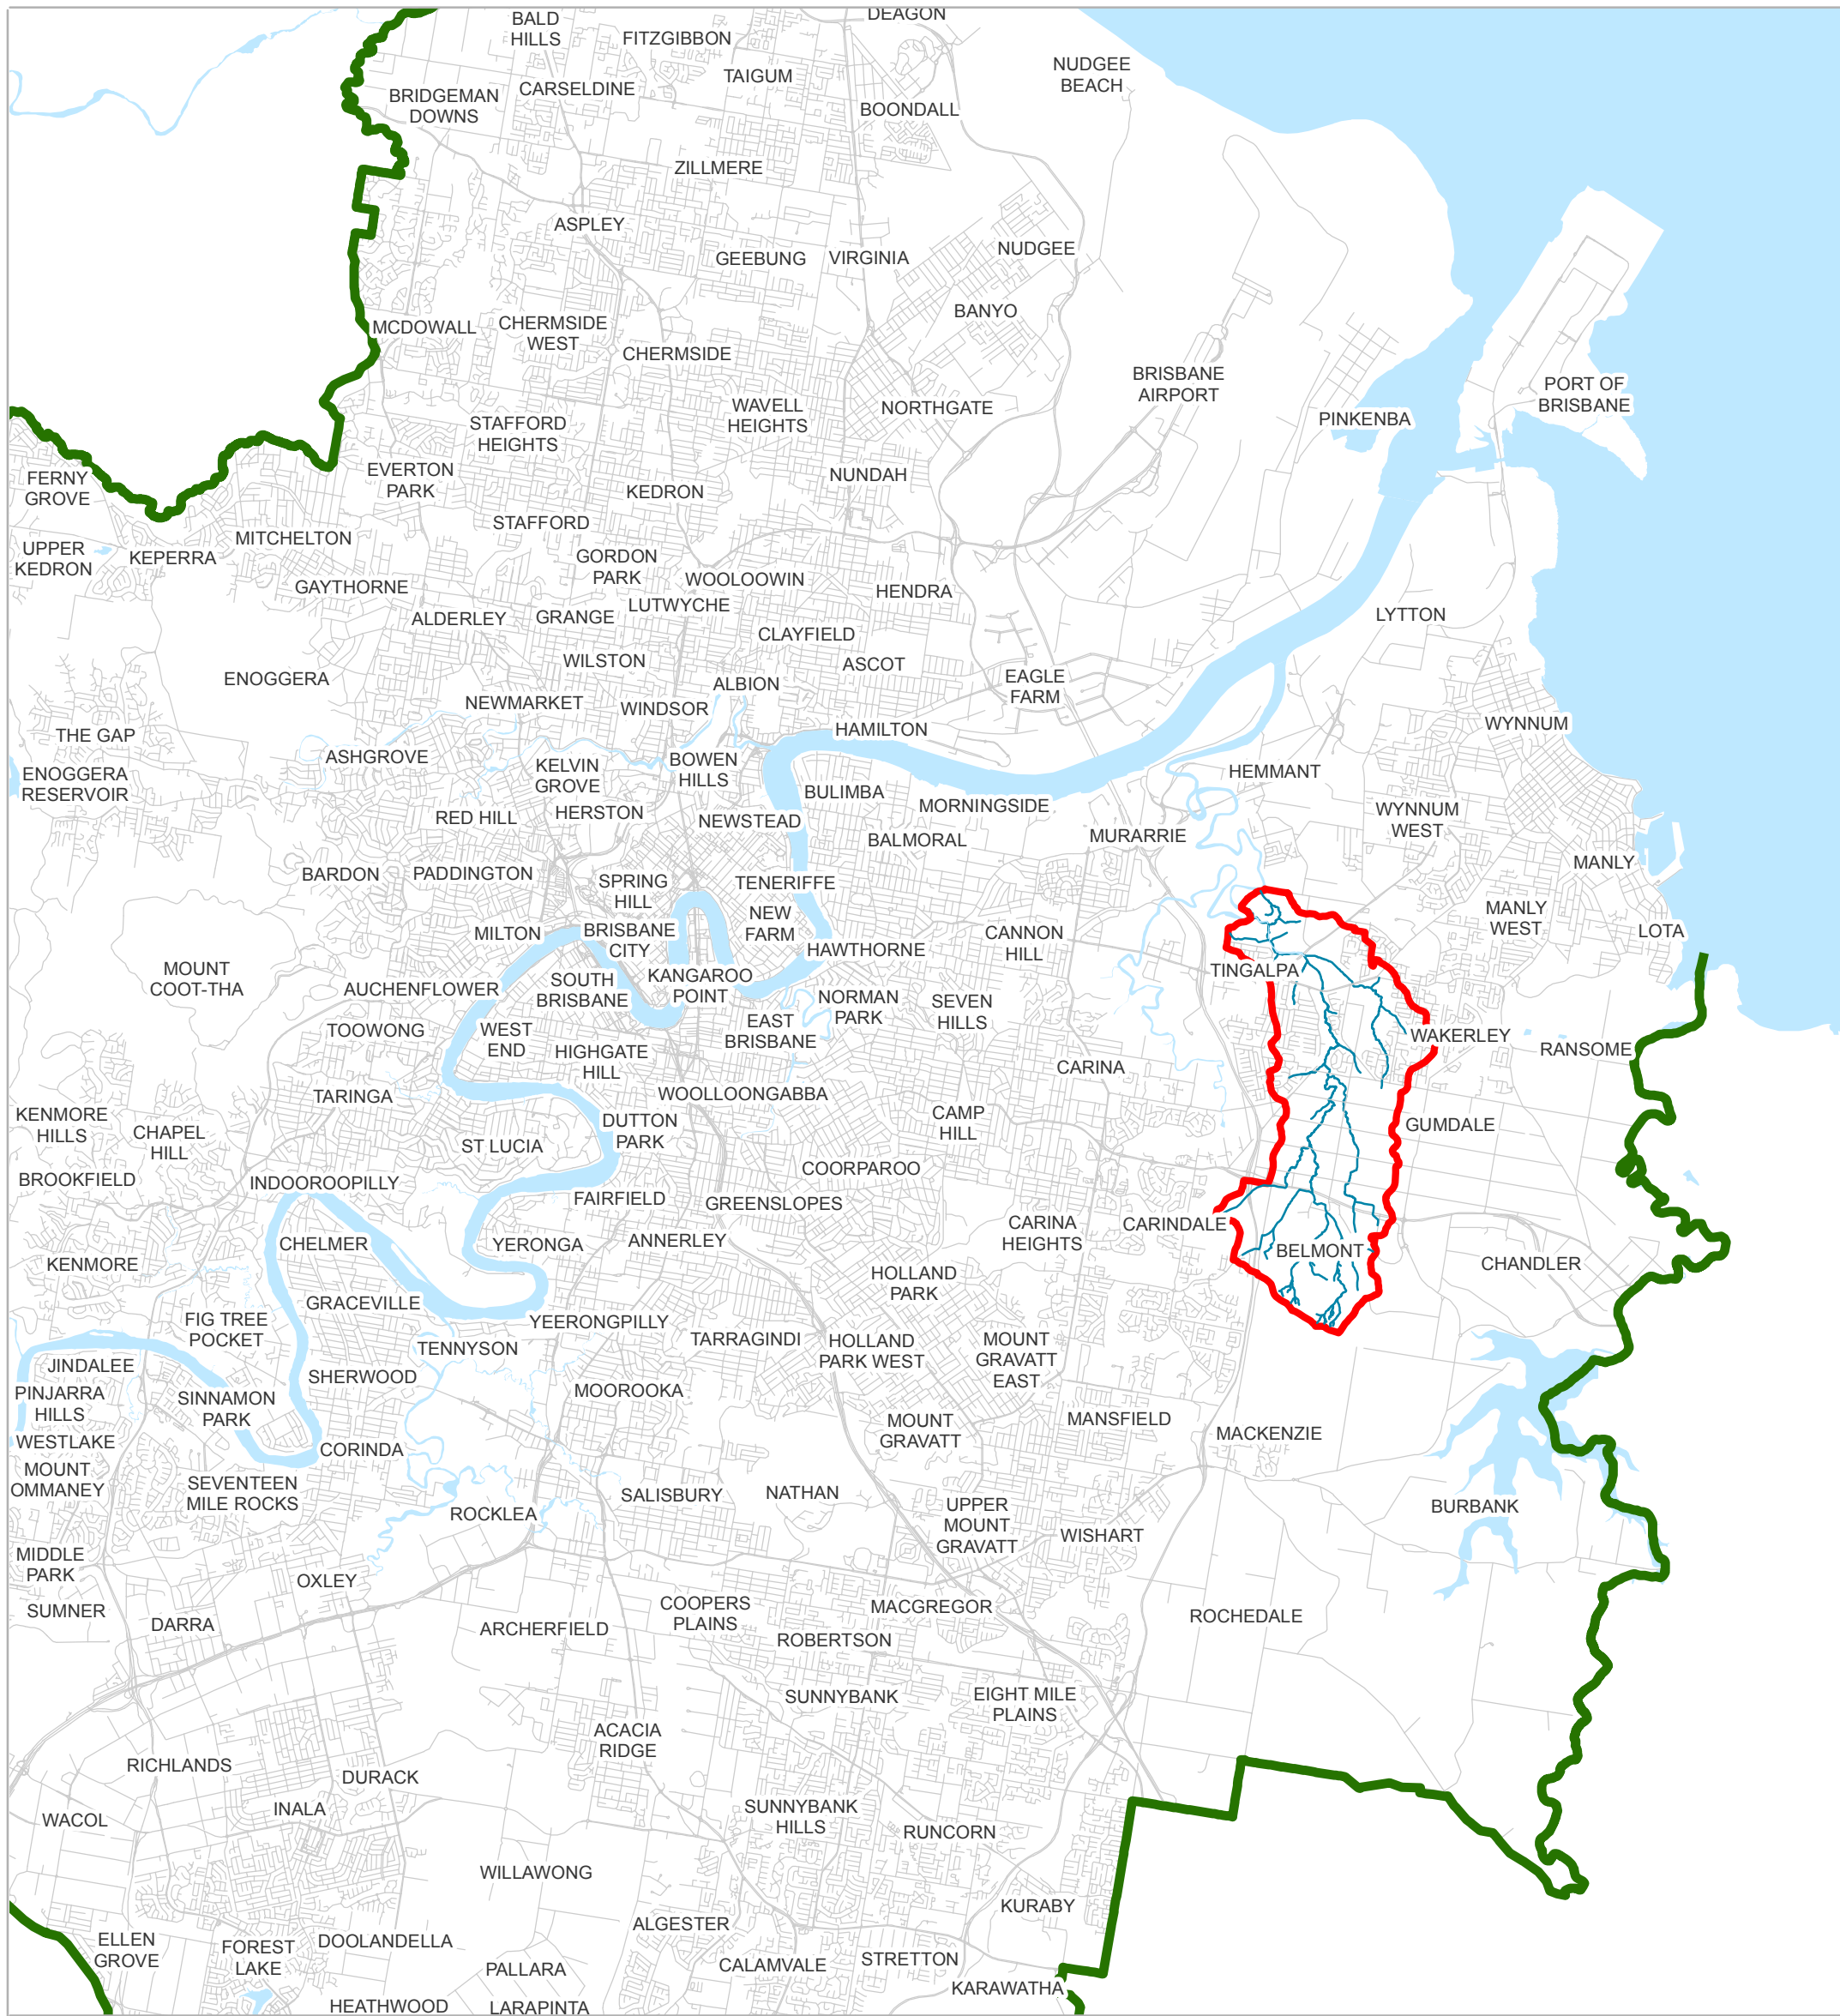 DEAGON
BALD
HILLS
FITZGIBBON
TAIGUM
NUDGEE
BEACH
BRIDGEMAN
DOWNS
CARSELDINE
BOONDALL
ZILLMERE
ASPLEY
GEEBUNG
VIRGINIA
NUDGEE
BANYO
MCDOWALL
CHERMSIDE
WEST
CHERMSIDE
BRISBANE
AIRPORT
PORT OF
BRISBANE
PINKENBA
STAFFORD
HEIGHTS
WAVELL
HEIGHTS
NORTHGATE
FERNY
GROVE
EVERTON
PARK
KEDRON
NUNDAH
UPPER
KEDRON
KEPERRA
MITCHELTON
STAFFORD
GORDON
PARK
WOOLOOWIN
HENDRA
GAYTHORNE
ALDERLEY
GRANGE
LUTWYCHE
CLAYFIELD
LYTTON
ENOGGERA
WILSTON
ASCOT
ALBION
EAGLE
FARM
NEWMARKET
WINDSOR
HAMILTON
WYNNUM
THE GAP
ASHGROVE
ENOGGERA
RESERVOIR
KELVIN
GROVE
BOWEN
HILLS
HEMMANT
BULIMBA
MORNINGSIDE
RED HILL
HERSTON
NEWSTEAD
BALMORAL
MURARRIE
WYNNUM
WEST
MANLY
BARDON
PADDINGTON
SPRING
HILL
TENERIFFE
NEW
FARM
MANLY
WEST
LOTA
MILTON
BRISBANE
CITY
HAWTHORNE
CANNON
HILL
TINGALPA
MOUNT
COOT-THA
AUCHENFLOWER
SOUTH
BRISBANE
KANGAROO
POINT
NORMAN
PARK
SEVEN
HILLS
TOOWONG
WEST
END
EAST
BRISBANE
WAKERLEY
RANSOME
HIGHGATE
HILL
CARINA
TARINGA
WOOLLOONGABBA
KENMORE
HILLS
CHAPEL
HILL
ST LUCIA
DUTTON
PARK
CAMP
HILL
GUMDALE
BROOKFIELD
INDOOROOPILLY
FAIRFIELD
COORPAROO
GREENSLOPES
CARINA
HEIGHTS
CARINDALE
KENMORE
CHELMER
YERONGA
ANNERLEY
BELMONT
CHANDLER
HOLLAND
PARK
GRACEVILLE
FIG TREE
POCKET
YEERONGPILLY
TENNYSON
TARRAGINDI
HOLLAND
PARK WEST
MOUNT
GRAVATT
EAST
JINDALEE
SHERWOOD
PINJARRA
HILLS
SINNAMON
PARK
MOOROOKA
MOUNT
GRAVATT
MANSFIELD
MACKENZIE
WESTLAKE
CORINDA
MOUNT
OMMANEY
SEVENTEEN
MILE ROCKS
SALISBURY
NATHAN
BURBANK
ROCKLEA
UPPER
MOUNT
GRAVATT
WISHART
MIDDLE
PARK
OXLEY
SUMNER
DARRA
ARCHERFIELD
COOPERS
PLAINS
MACGREGOR
ROCHEDALE
ROBERTSON
SUNNYBANK
EIGHT MILE
PLAINS
ACACIA
RIDGE
RICHLANDS
DURACK
INALA
WACOL
SUNNYBANK
HILLS
RUNCORN
WILLAWONG
KURABY
ELLEN
GROVE
FOREST
LAKE
DOOLANDELLA
ALGESTER
STRETTON
PALLARA
CALAMVALE
KARAWATHA
HEATHWOOD
LARAPINTA